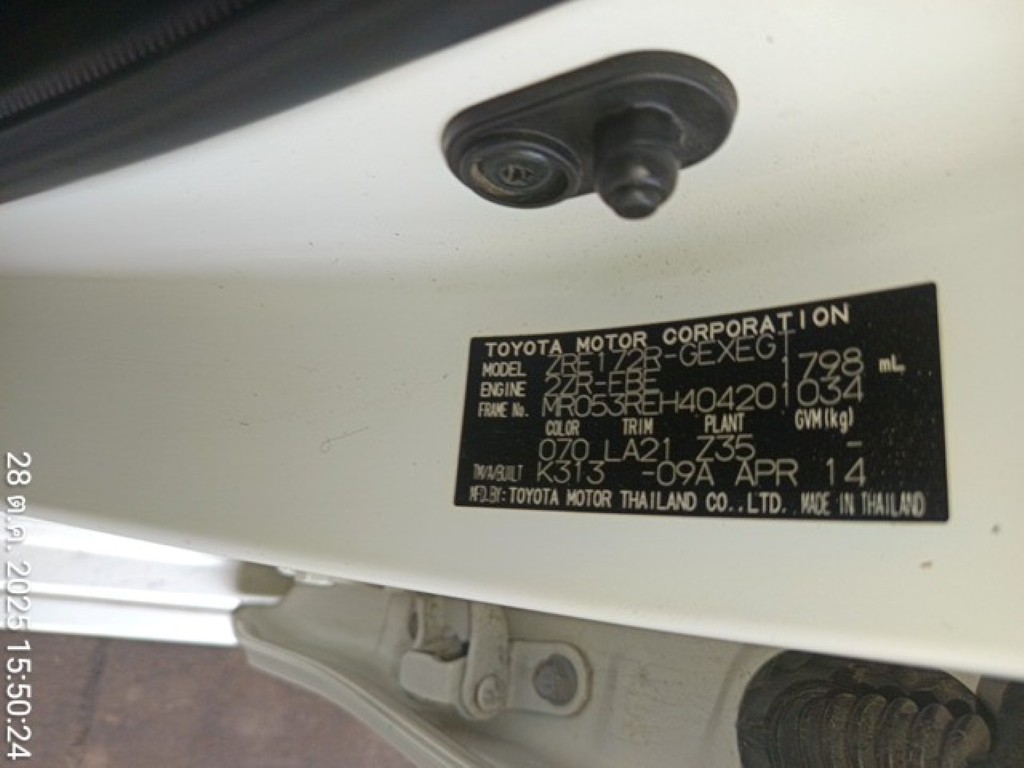 TOYOTA MOTOR CORPORATION
MODEL ZRE172R-GEXEGT
ENGINE 2ZR-FBE 1798 mL
FRAME No. MR053REH404201034
COLOR TRIM PLANT GVM(kg)
070 LA21 Z35 -
TM/A/BUILT K313 -09A APR 14
MFD.BY:TOYOTA MOTOR THAILAND CO.,LTD. MADE IN THAILAND
28 ต.ค. 2025 15:50:24